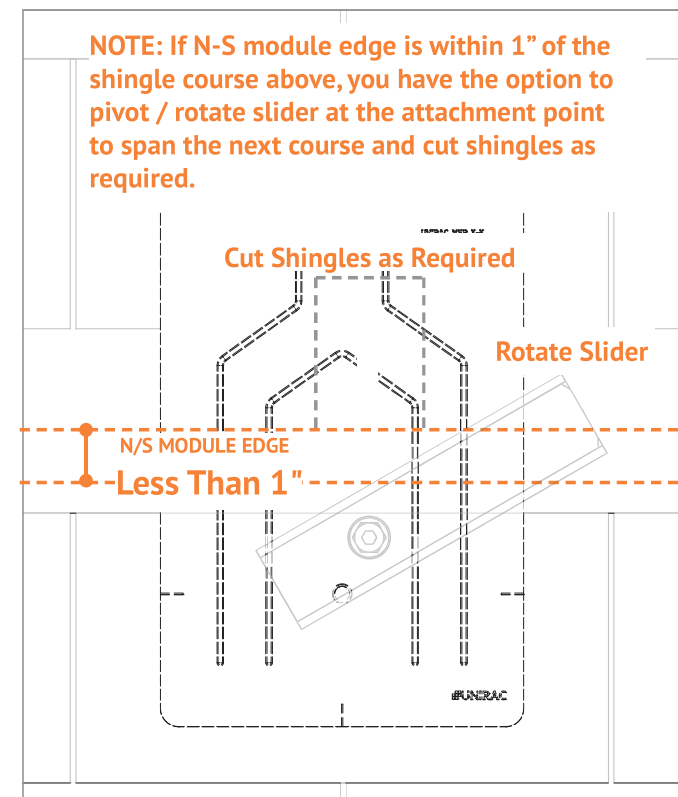 NOTE: If N-S module edge is within 1” of the
shingle course above, you have the option to
pivot / rotate slider at the attachment point
to span the next course and cut shingles as
required.
Cut Shingles as Required
Rotate Slider
N/S MODULE EDGE
Less Than 1"
UNIRAC